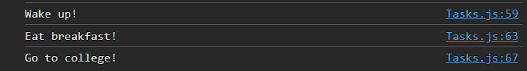 Wake up! Tasks.js:59
Eat breakfast! Tasks.js:63
Go to college! Tasks.js:67